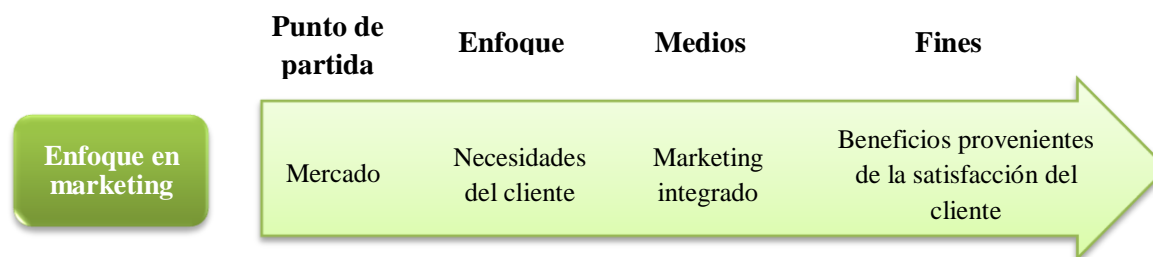 Punto de
partida
Enfoque
Medios
Fines
Enfoque en
marketing
Mercado
Necesidades
del cliente
Marketing
integrado
Beneficios provenientes
de la satisfacción del
cliente